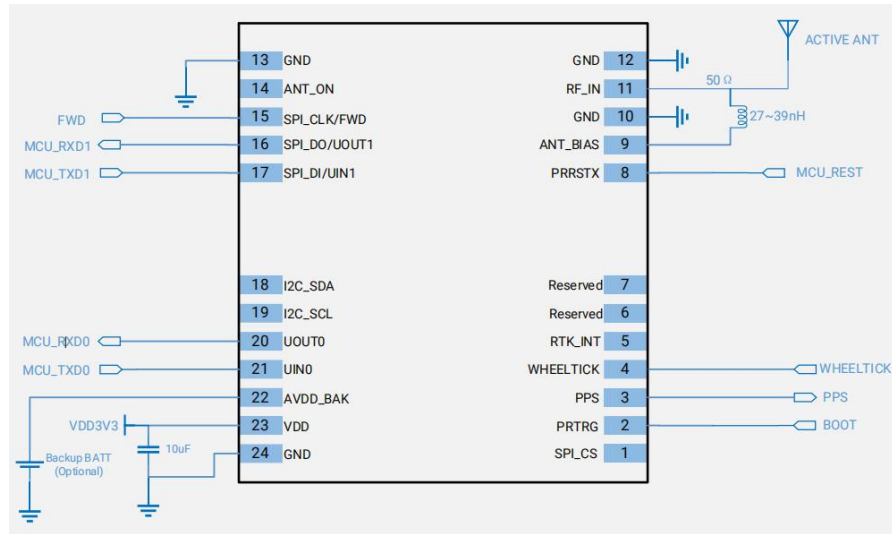 ACTIVE ANT
13 GND
GND 12
14 ANT_ON
RF_IN 11
50 Ω
FWD
15 SPI_CLK/FWD
GND 10
27~39nH
MCU_RXD1
16 SPI_DO/UOUT1
ANT_BIAS 9
MCU_TXD1
17 SPI_DI/UIN1
PRRSTX 8
MCU_REST
18 I2C_SDA
Reserved 7
19 I2C_SCL
Reserved 6
MCU_RXD0
20 UOUT0
RTK_INT 5
MCU_TXD0
21 UIN0
WHEELTICK 4
WHEELTICK
22 AVDD_BAK
PPS 3
PPS
VDD3V3
23 VDD
PRTRG 2
BOOT
10uF
24 GND
SPI_CS 1
Backup BATT
(Optional)